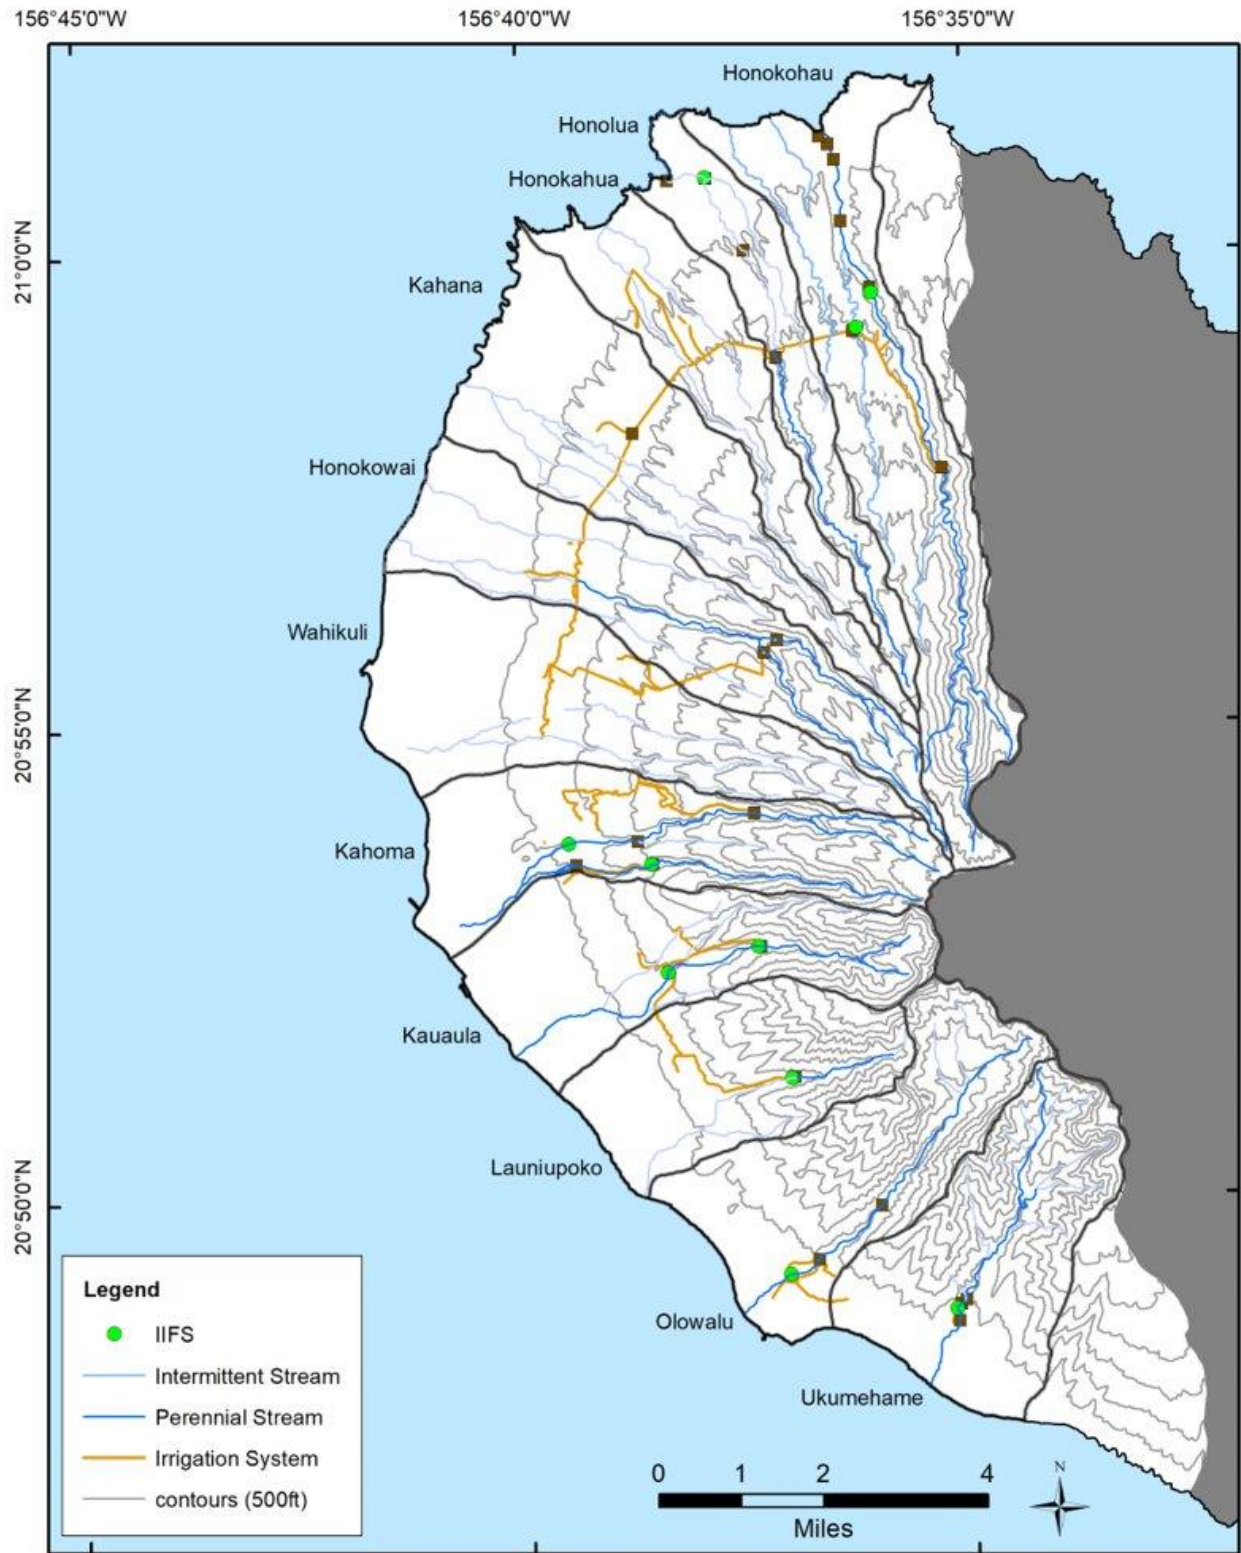 156°45'0"W
156°40'0"W
156°35'0"W
Honokohau
Honolua
Honokahua
21°0'0"N
Kahana
Honokowai
Wahikuli
20°55'0"N
Kahoma
Kauaula
Launiupoko
20°50'0"N
Olowalu
Ukumehame
Legend
IIFS
Intermittent Stream
Perennial Stream
Irrigation System
contours (500ft)
0 1 2 4
Miles
N